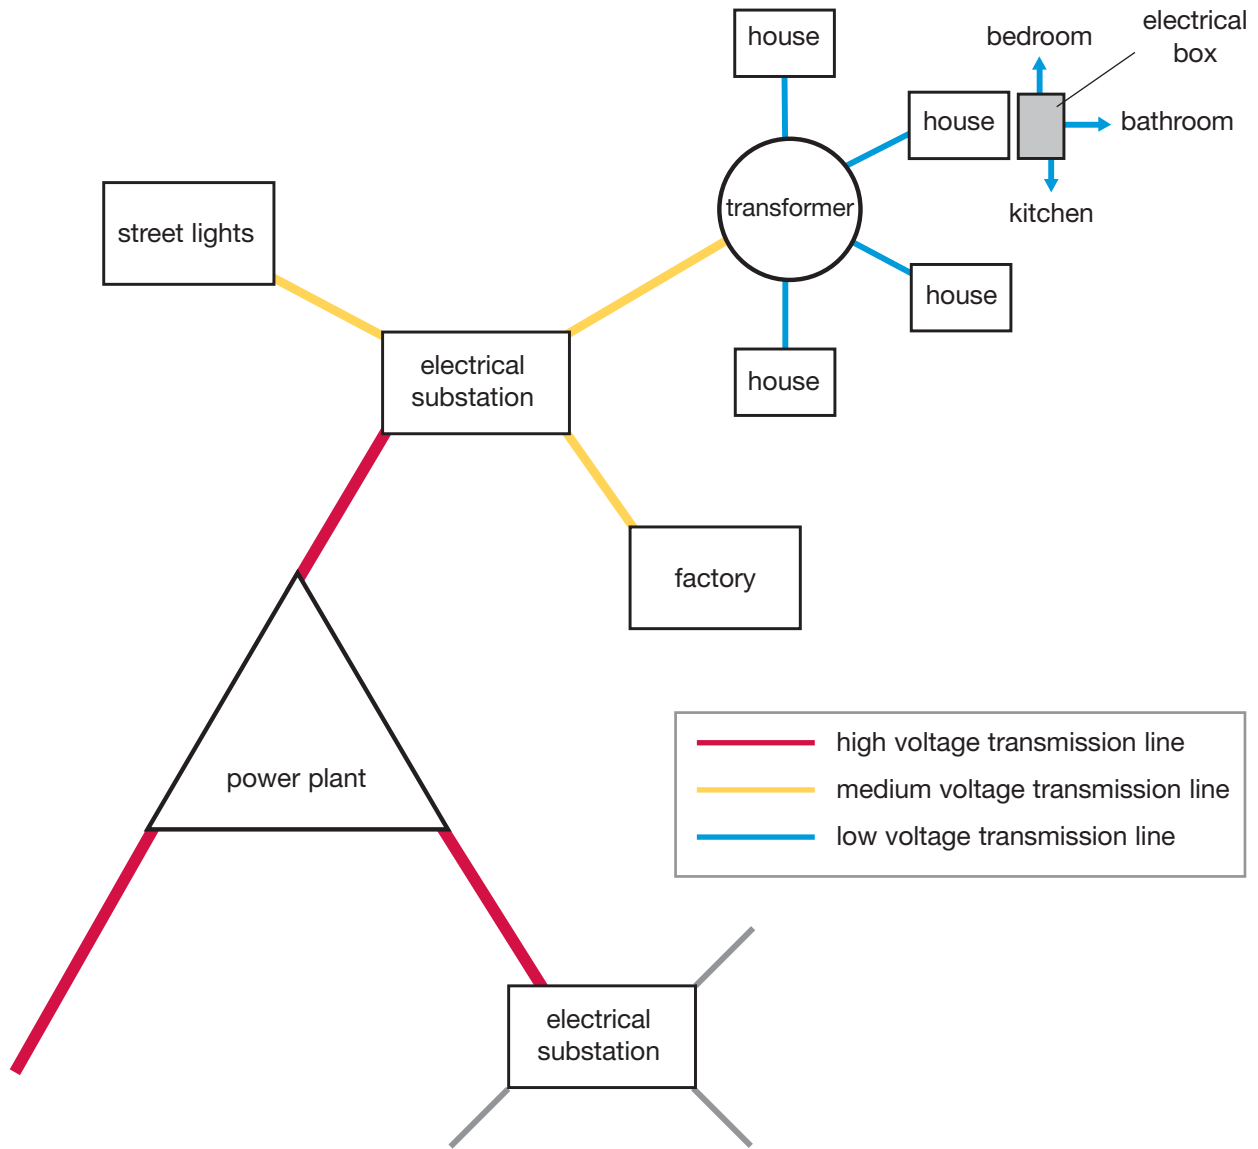 house
bedroom
electrical
box
house
bathroom
transformer
kitchen
street lights
house
electrical
substation
house
factory
power plant
high voltage transmission line
medium voltage transmission line
low voltage transmission line
electrical
substation